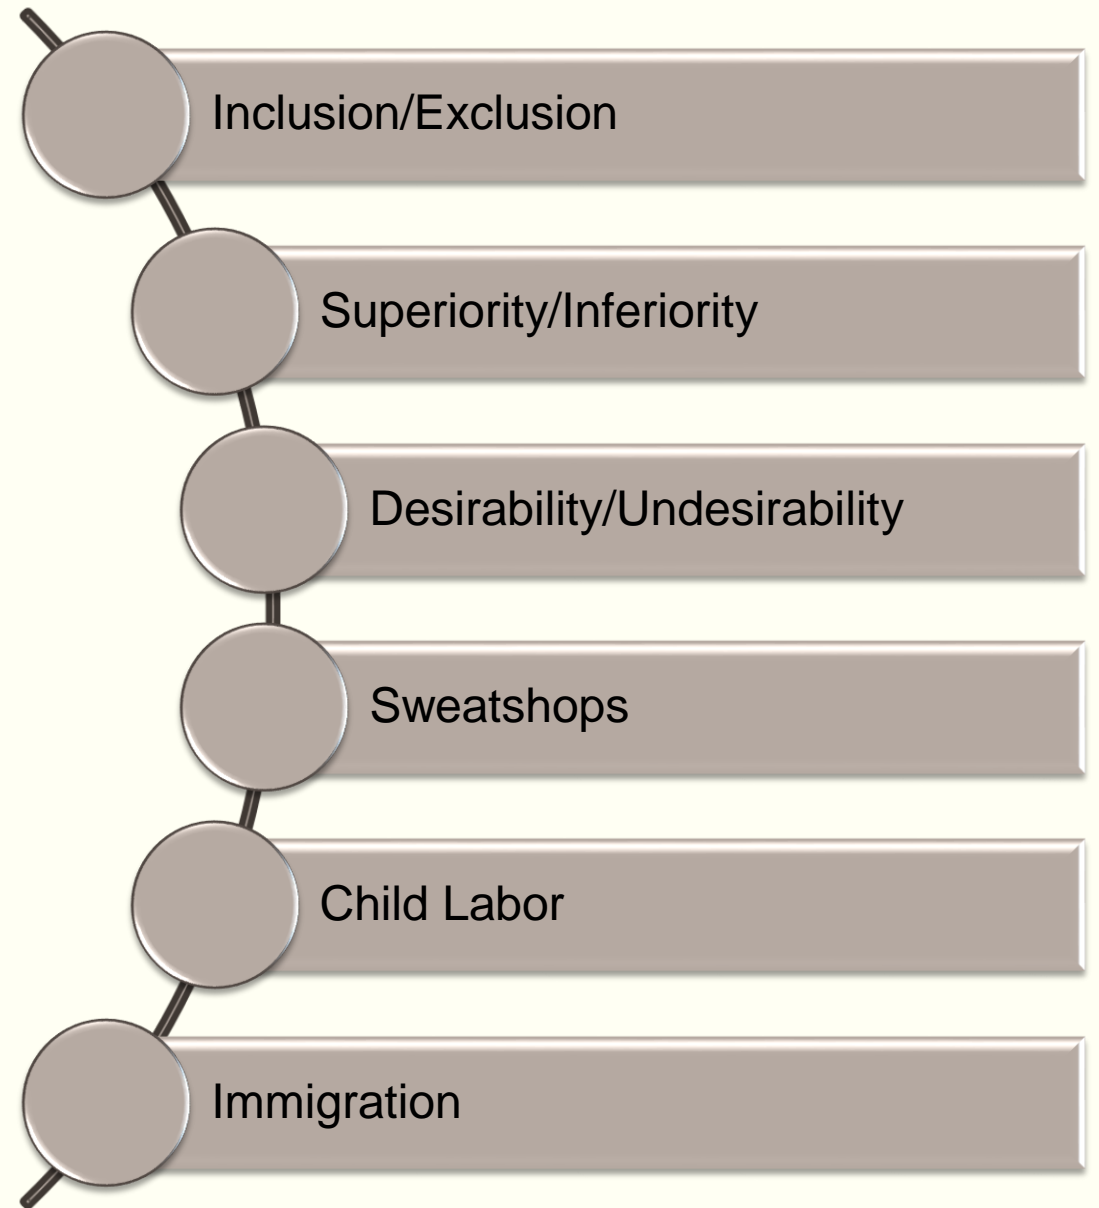 Inclusion/Exclusion
Superiority/Inferiority
Desirability/Undesirability
Sweatshops
Child Labor
Immigration